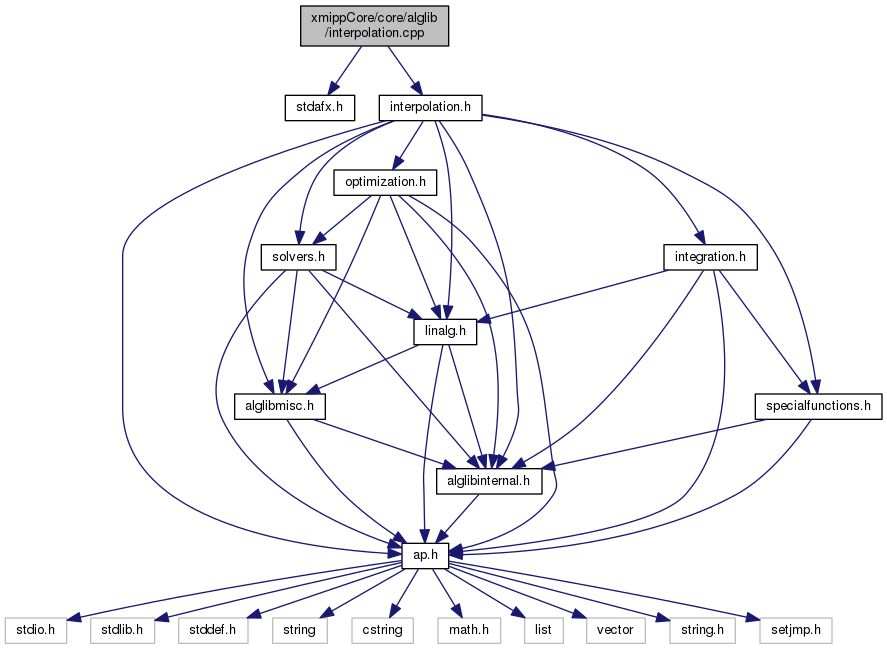 xmippCore/core/alglib
/interpolation.cpp
stdafx.h
interpolation.h
optimization.h
solvers.h
integration.h
linalg.h
alglibmisc.h
specialfunctions.h
alglibinternal.h
ap.h
stdio.h
stdlib.h
stddef.h
string
cstring
math.h
list
vector
string.h
setjmp.h